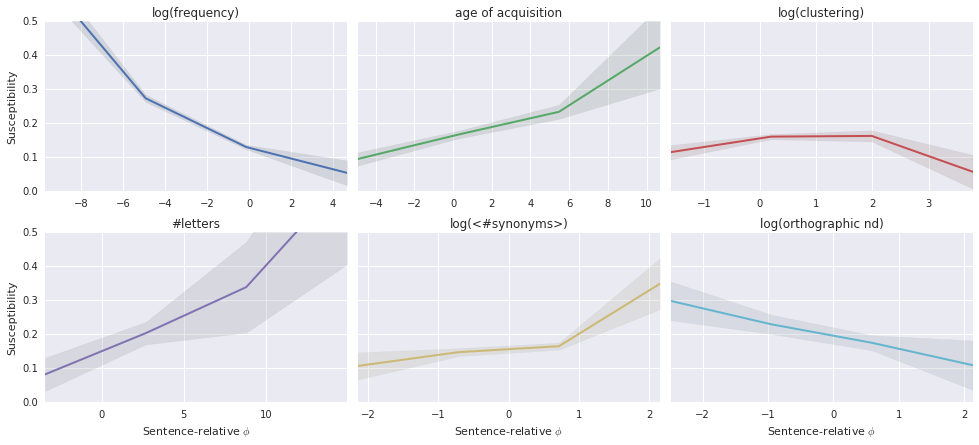 log(frequency) age of acquisition log(clustering)
Susceptibility
0.5
0.4
0.3
0.2
0.1
0.0
−8 −6 −4 −2 0 2 4 −4 −2 0 2 4 6 8 10 −1 0 1 2 3
#letters log(<#synonyms>) log(orthographic nd)
Susceptibility
0.5
0.4
0.3
0.2
0.1
0.0
0 5 10 −2 −1 0 1 2 −2 −1 0 1 2
Sentence-relative ϕ Sentence-relative ϕ Sentence-relative ϕ